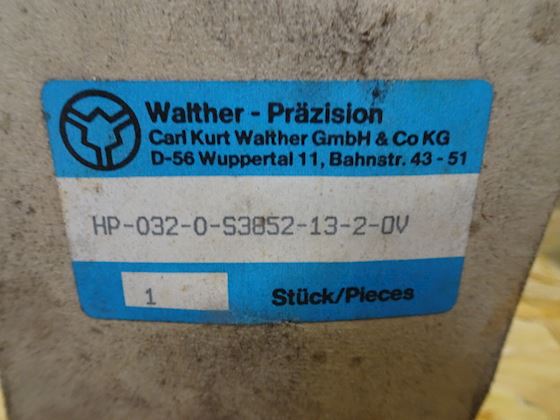 Walther - Präzision
Carl Kurt Walther GmbH & Co KG
D-56 Wuppertal 11, Bahnstr. 43 - 51
HP-032-0-S3852-13-2-0V
1 Stück/Pieces